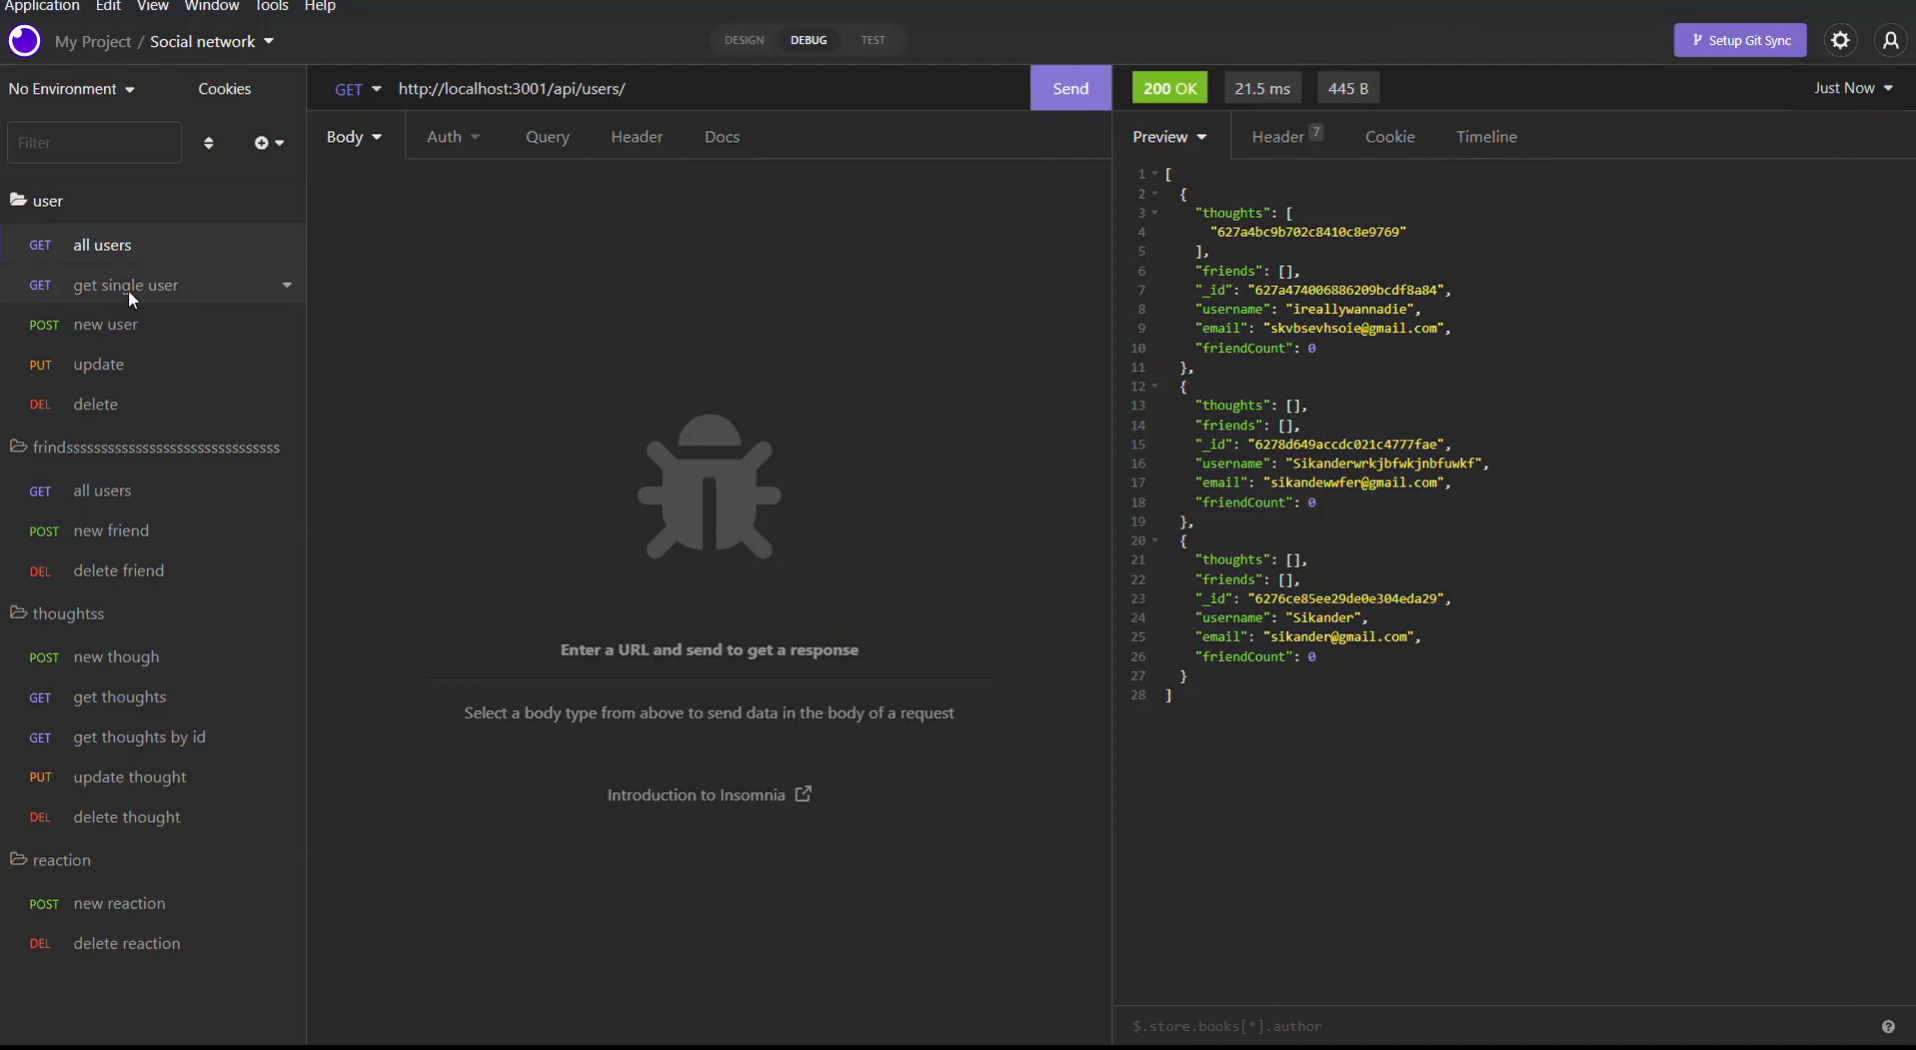 Application Edit View Window Tools Help
My Project / Social network
DESIGN DEBUG TEST
Setup Git Sync
No Environment Cookies
GET http://localhost:3001/api/users/ Send
200 OK 21.5 ms 445 B Just Now
Filter
Body Auth Query Header Docs
Preview Header 7 Cookie Timeline
user
GET all users
GET get single user
POST new user
PUT update
DEL delete
frindsssssssssssssssssssssssssssssss
GET all users
POST new friend
DEL delete friend
thoughtss
POST new though
GET get thoughts
GET get thoughts by id
PUT update thought
DEL delete thought
reaction
POST new reaction
DEL delete reaction
Enter a URL and send to get a response
Select a body type from above to send data in the body of a request
Introduction to Insomnia
1 [
2 {
3 "thoughts": [
4 "627a4bc9b702c8410c8e9769"
5 ],
6 "friends": [],
7 "_id": "627a474006886209bcdf8a84",
8 "username": "ireallywannadie",
9 "email": "skvbsevhsoie@gmail.com",
10 "friendCount": 0
11 },
12 {
13 "thoughts": [],
14 "friends": [],
15 "_id": "6278d649accdc021c4777fae",
16 "username": "Sikanderwrkjbfwkjnbfuwkf",
17 "email": "sikandewwfer@gmail.com",
18 "friendCount": 0
19 },
20 {
21 "thoughts": [],
22 "friends": [],
23 "_id": "6276ce85ee29de0e304eda29",
24 "username": "Sikander",
25 "email": "sikander@gmail.com",
26 "friendCount": 0
27 }
28 ]
$.store.books[*].author